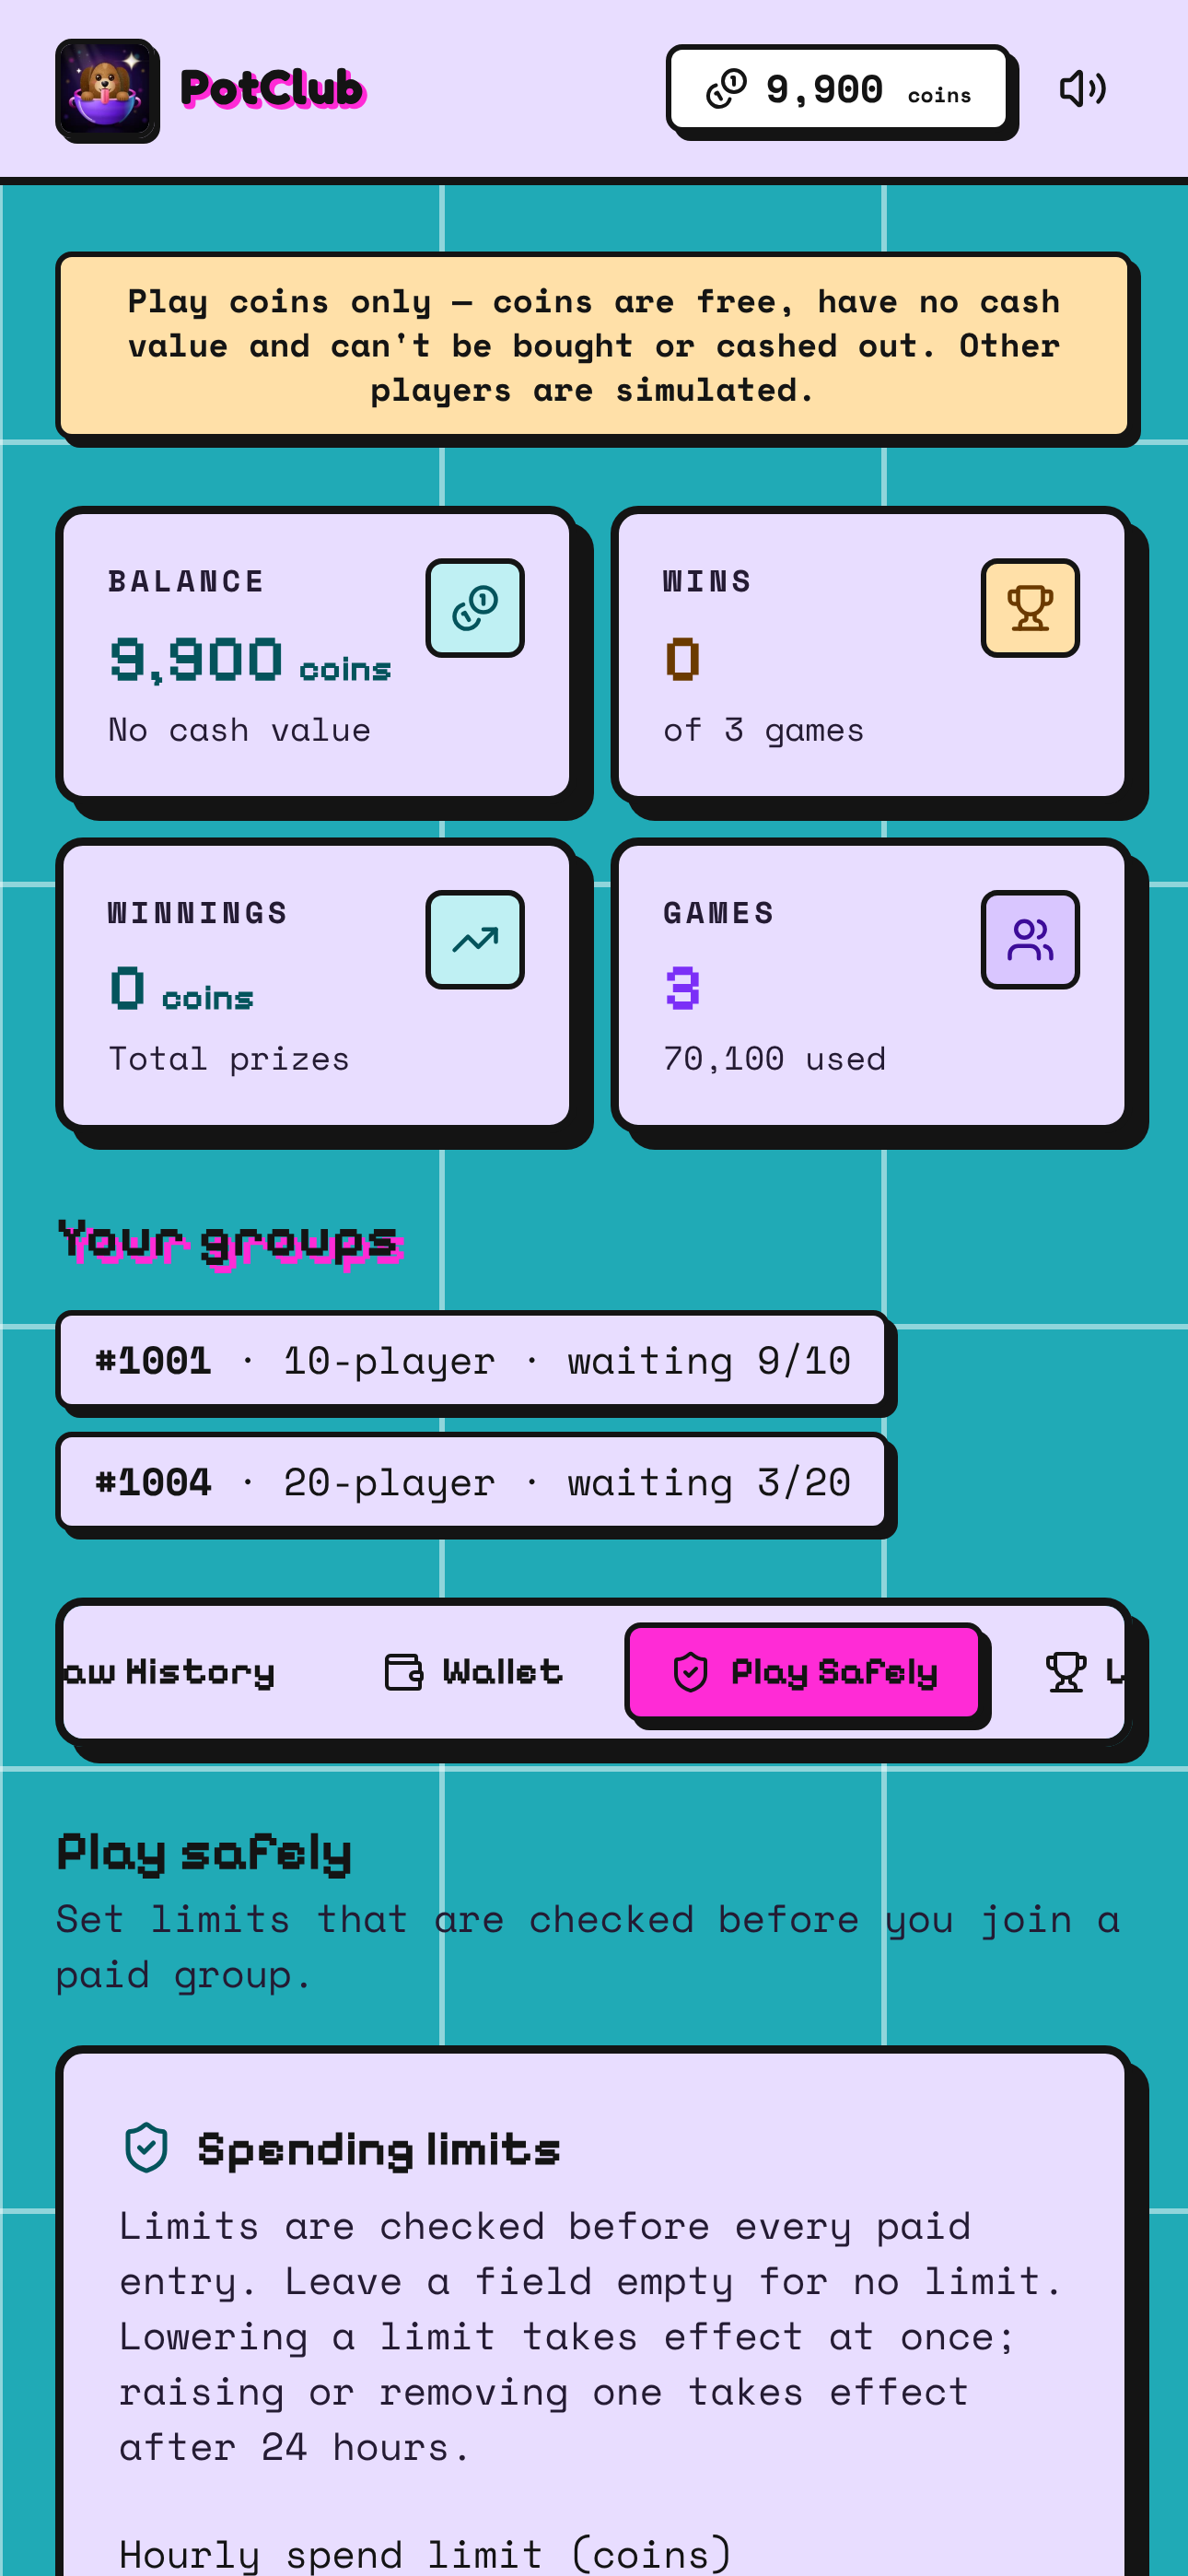 PotClub
9,900 coins
Play coins only — coins are free, have no cash
value and can't be bought or cashed out. Other
players are simulated.
BALANCE
9,900 coins
No cash value
WINS
0
of 3 games
WINNINGS
0 coins
Total prizes
GAMES
3
70,100 used
Your groups
#1001 · 10-player · waiting 9/10
#1004 · 20-player · waiting 3/20
aw History Wallet Play Safely L
Play safely
Set limits that are checked before you join a
paid group.
Spending limits
Limits are checked before every paid
entry. Leave a field empty for no limit.
Lowering a limit takes effect at once;
raising or removing one takes effect
after 24 hours.
Hourly spend limit (coins)